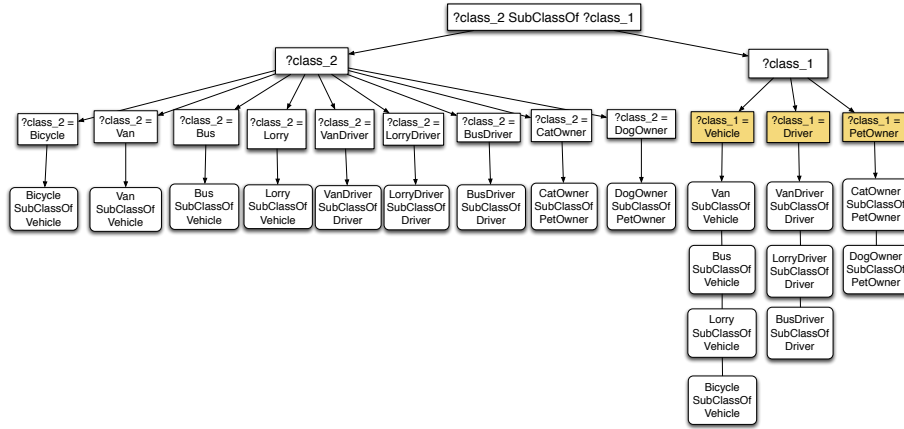 ?class_2 SubClassOf ?class_1
?class_2
?class_1
?class_2 =
Bicycle
?class_2 =
Van
?class_2 =
Bus
?class_2 =
Lorry
?class_2 =
VanDriver
?class_2 =
LorryDriver
?class_2 =
BusDriver
?class_2 =
CatOwner
?class_2 =
DogOwner
?class_1 =
Vehicle
?class_1 =
Driver
?class_1 =
PetOwner
Bicycle
SubClassOf
Vehicle
Van
SubClassOf
Vehicle
Bus
SubClassOf
Vehicle
Lorry
SubClassOf
Vehicle
VanDriver
SubClassOf
Driver
LorryDriver
SubClassOf
Driver
BusDriver
SubClassOf
Driver
CatOwner
SubClassOf
PetOwner
DogOwner
SubClassOf
PetOwner
Van
SubClassOf
Vehicle
VanDriver
SubClassOf
Driver
CatOwner
SubClassOf
PetOwner
Bus
SubClassOf
Vehicle
LorryDriver
SubClassOf
Driver
DogOwner
SubClassOf
PetOwner
Lorry
SubClassOf
Vehicle
BusDriver
SubClassOf
Driver
Bicycle
SubClassOf
Vehicle